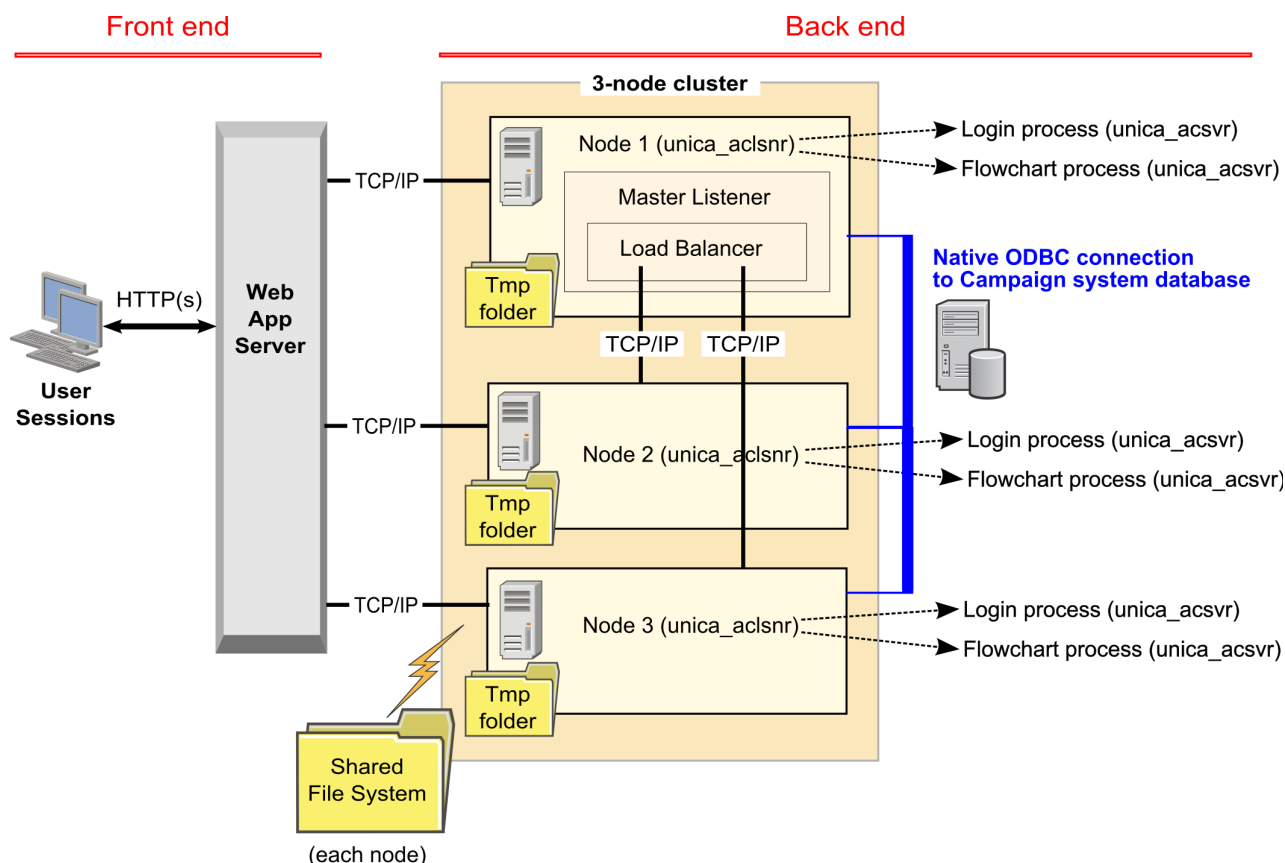 Front end
Back end
3-node cluster
Node 1 (unica_aclsnr)
Login process (unica_acsvr)
Flowchart process (unica_acsvr)
TCP/IP
Master Listener
Load Balancer
Tmp
folder
Native ODBC connection
to Campaign system database
HTTP(s)
Web
App
Server
User
Sessions
TCP/IP
TCP/IP
TCP/IP
Node 2 (unica_aclsnr)
Login process (unica_acsvr)
Flowchart process (unica_acsvr)
Tmp
folder
TCP/IP
Node 3 (unica_aclsnr)
Login process (unica_acsvr)
Flowchart process (unica_acsvr)
Tmp
folder
Shared
File System
(each node)